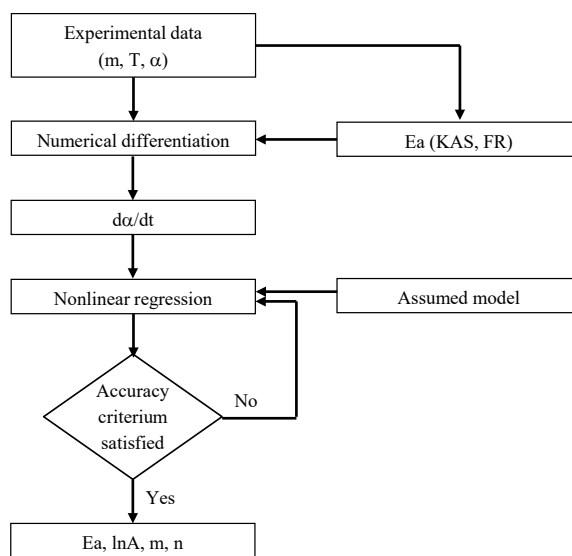 Experimental data
(m, T, α)
Numerical differentiation
Ea (KAS, FR)
dα/dt
Nonlinear regression
Assumed model
Accuracy
criterium
satisfied
No
Yes
Ea, lnA, m, n